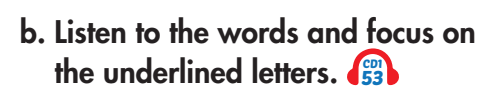 b. Listen to the words and focus on
the underlined letters. CD1
53